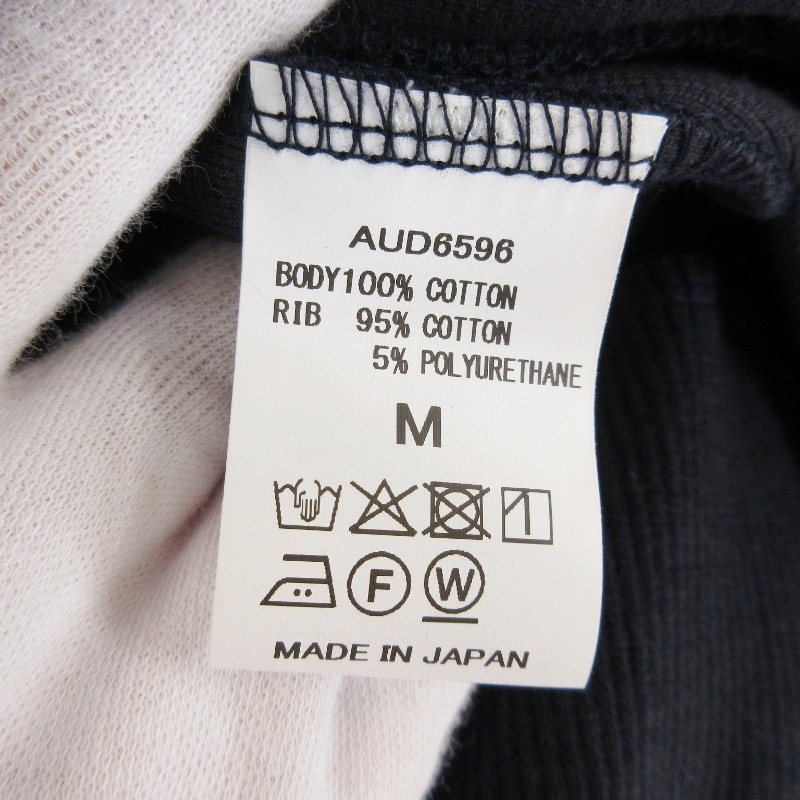 AUD6596
BODY100% COTTON
RIB 95% COTTON
5% POLYURETHANE
M
F W
MADE IN JAPAN